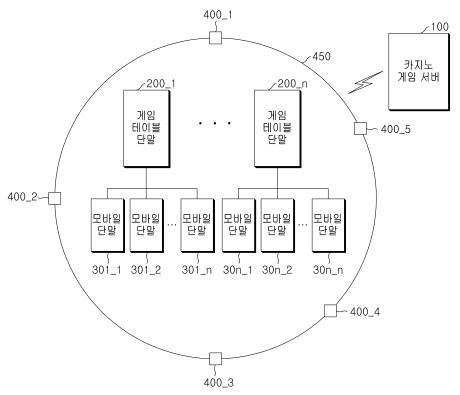 400_1
100
카지노
게임 서버
450
200_1
200_n
게임
테이블
단말
. . .
게임
테이블
단말
400_5
400_2
모바일
단말
모바일
단말
...
모바일
단말
모바일
단말
모바일
단말
...
모바일
단말
301_1
301_2
301_n
30n_1
30n_2
30n_n
400_4
400_3